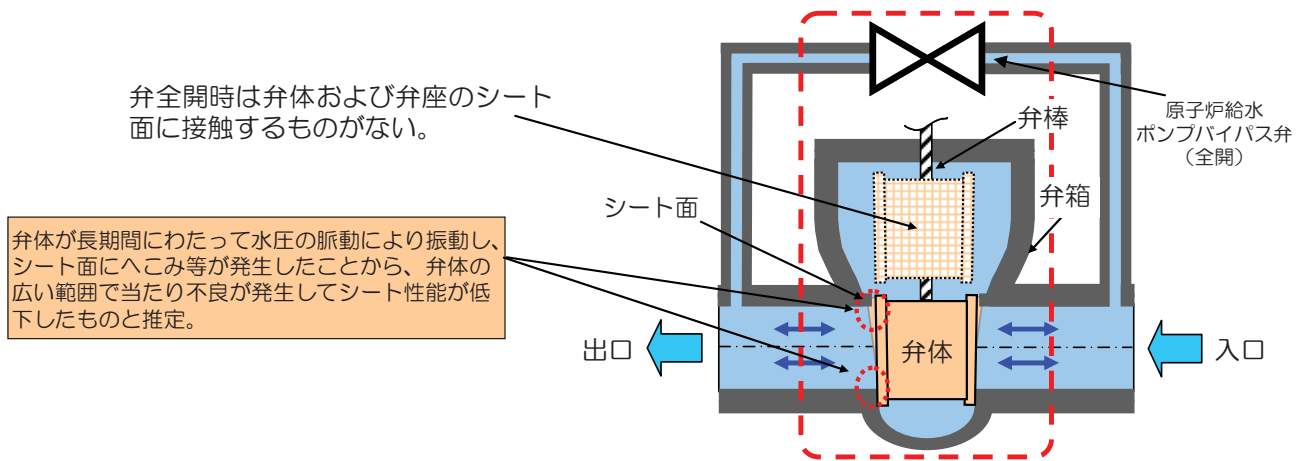 弁全開時は弁体および弁座のシート
面に接触するものがない。
原子炉給水
ポンプバイパス弁
（全開）
弁棒
弁箱
シート面
弁体が長期間にわたって水圧の脈動により振動し、
シート面にへこみ等が発生したことから、弁体の
広い範囲で当たり不良が発生してシート性能が低
下したものと推定。
出口
弁体
入口